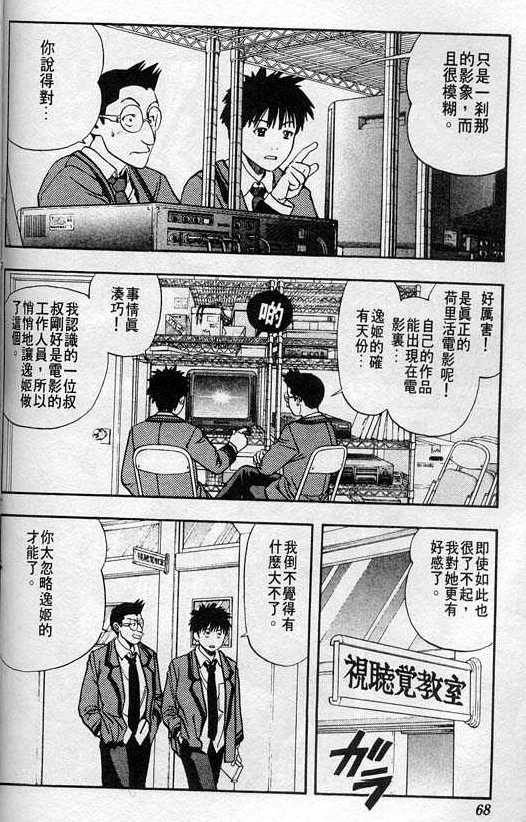 只是一剎那
的影象，而
且很模糊。
你說得對…
好厲害！
是真正的
荷里活電影呢！
自己的作品
能出現在電
影裏…
逸姬的確
有天份…
啲
事情真
湊巧！
我認識的一位叔
叔剛好是電影的
工作人員，所以
悄悄地讓逸姬做
了這個。
即使如此也
很了不起，
我對她更有
好感了。
視聴覚教室
ガラ
我倒不覺得有
什麼大不了。
視聴覚教室
你太忽略逸姬的
才能了。
68